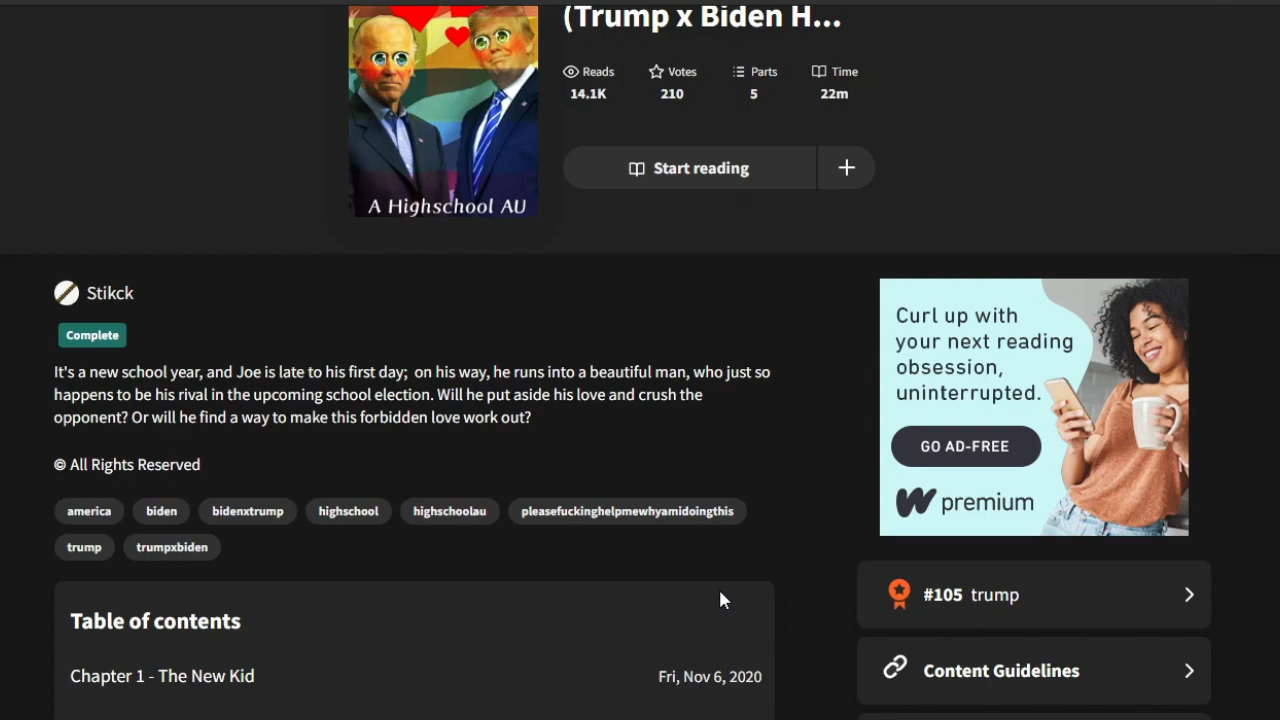 (Trump x Biden H...
Reads
Votes
Parts
Time
14.1K
210
5
22m
Start reading
A Highschool AU
Stikck
Complete
It's a new school year, and Joe is late to his first day; on his way, he runs into a beautiful man, who just so
happens to be his rival in the upcoming school election. Will he put aside his love and crush the
opponent? Or will he find a way to make this forbidden love work out?
© All Rights Reserved
america
biden
bidenxtrump
highschool
highschoolau
pleasefuckinghelpmewhyamidoingthis
trump
trumpxbiden
Table of contents
Chapter 1 - The New Kid
Fri, Nov 6, 2020
Curl up with
your next reading
obsession,
uninterrupted.
GO AD-FREE
premium
#105 trump
Content Guidelines